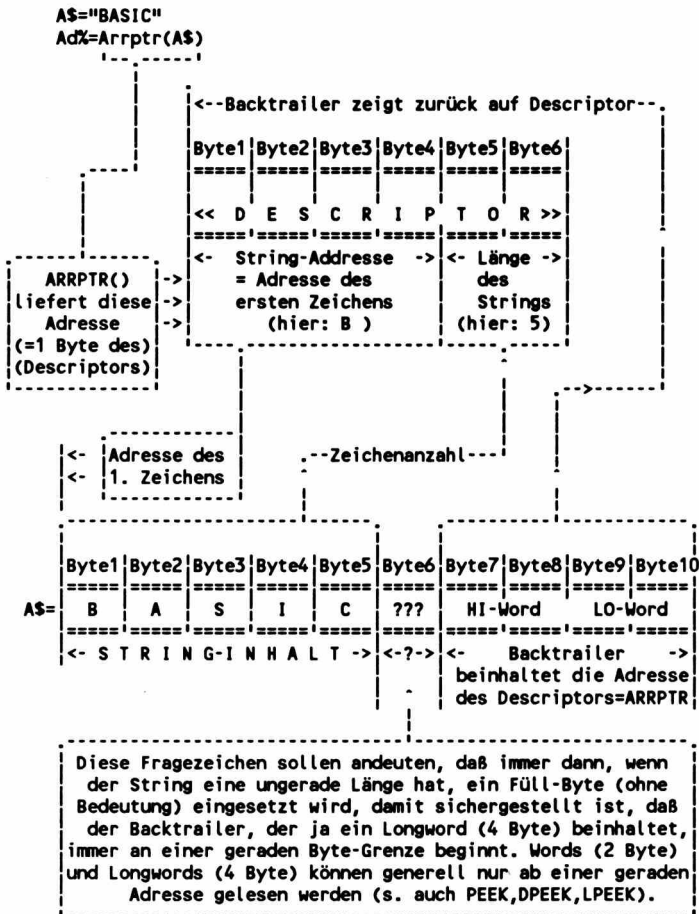 A$="BASIC"
Ad%=Arrptr(A$)
<--Backtrailer zeigt zurück auf Descriptor--.
Byte1 Byte2 Byte3 Byte4 Byte5 Byte6
<< D E S C R I P T O R >>
<- String-Addresse -> <- Länge ->
ARRPTR() -> = Adresse des des
liefert diese -> ersten Zeichens Strings
Adresse -> (hier: B ) (hier: 5)
(=1 Byte des)
(Descriptors)
<- Adresse des .--Zeichenanzahl---
<- 1. Zeichens
Byte1 Byte2 Byte3 Byte4 Byte5 Byte6 Byte7 Byte8 Byte9 Byte10
A$= B A S I C ??? HI-Word LO-Word
<- S T R I N G-I N H A L T -> <-?-> <- Backtrailer ->
beinhaltet die Adresse
des Descriptors=ARRPTR
Diese Fragezeichen sollen andeuten, daß immer dann, wenn
der String eine ungerade Länge hat, ein Füll-Byte (ohne
Bedeutung) eingesetzt wird, damit sichergestellt ist, daß
der Backtrailer, der ja ein Longword (4 Byte) beinhaltet,
immer an einer geraden Byte-Grenze beginnt. Words (2 Byte)
und Longwords (4 Byte) können generell nur ab einer geraden
Adresse gelesen werden (s. auch PEEK,DPEEK,LPEEK).